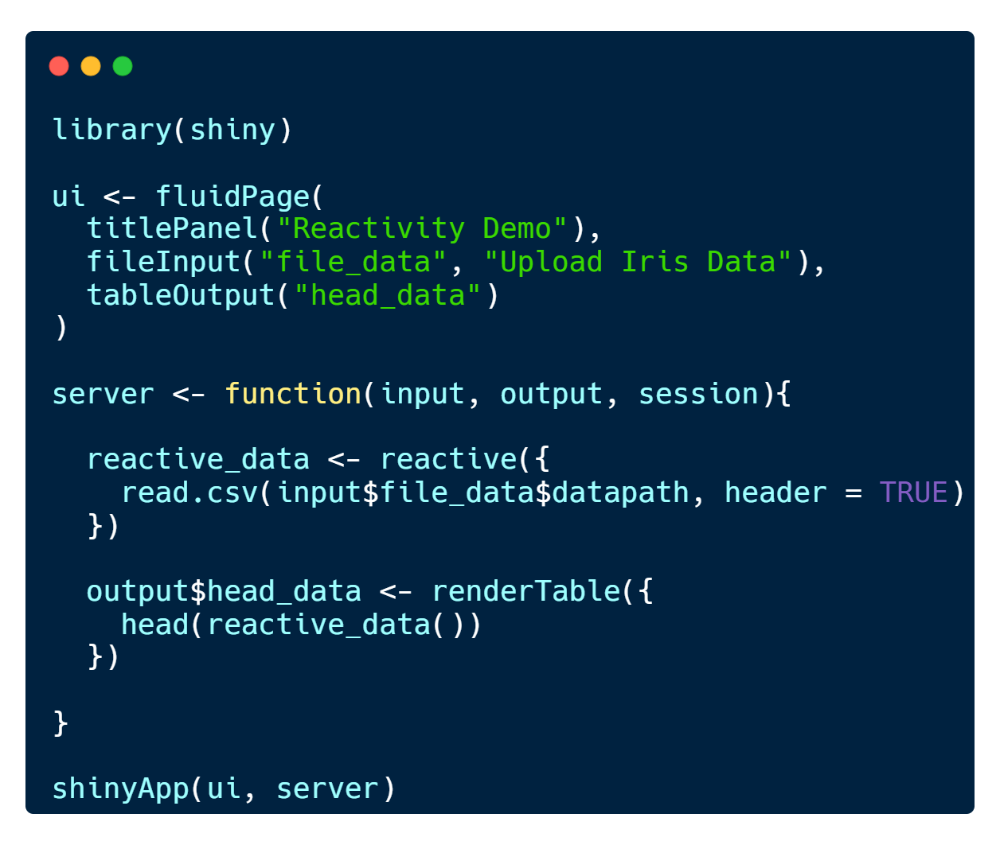 library(shiny)
ui <- fluidPage(
  titlePanel("Reactivity Demo"),
  fileInput("file_data", "Upload Iris Data"),
  tableOutput("head_data")
)
server <- function(input, output, session){
  reactive_data <- reactive({
    read.csv(input$file_data$datapath, header = TRUE)
  })
  output$head_data <- renderTable({
    head(reactive_data())
  })
}
shinyApp(ui, server)